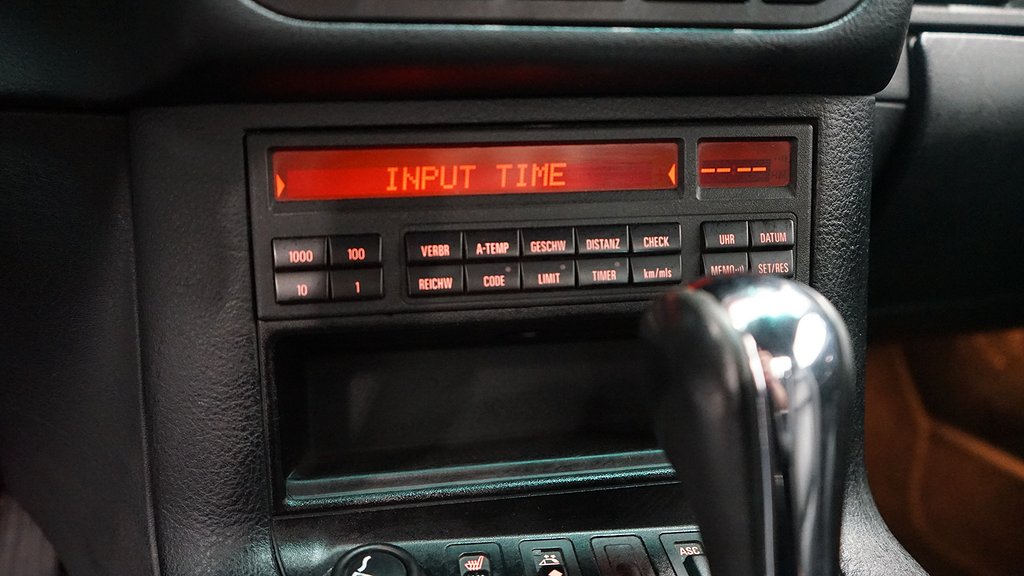 INPUT TIME -- --
1000 100 VERBR A-TEMP GESCHW DISTANZ CHECK UHR DATUM
10 1 REICHW CODE LIMIT TIMER km/mls MEMO SET/RES
ASC